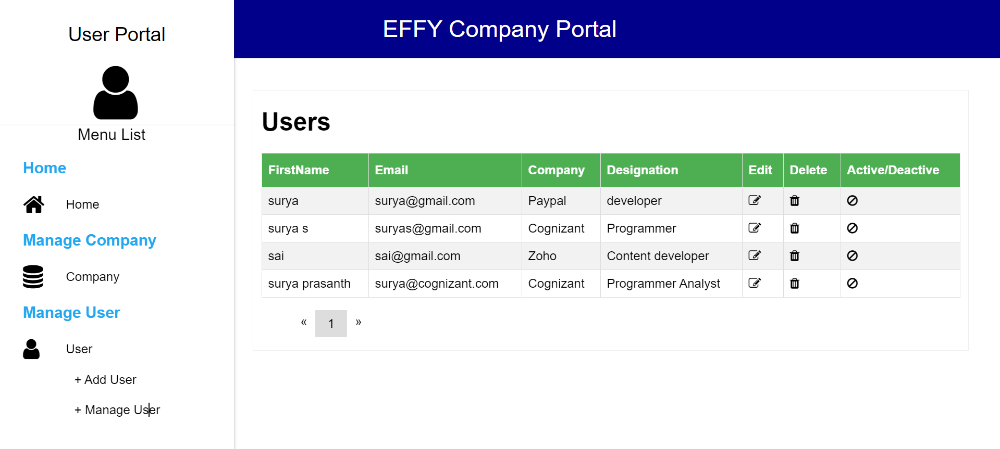 User Portal
Menu List
Home
Home
Manage Company
Company
Manage User
User
+ Add User
+ Manage User
EFFY Company Portal
Users
FirstName Email Company Designation Edit Delete Active/Deactive
surya surya@gmail.com Paypal developer
surya s suryas@gmail.com Cognizant Programmer
sai sai@gmail.com Zoho Content developer
surya prasanth surya@cognizant.com Cognizant Programmer Analyst
« 1 »